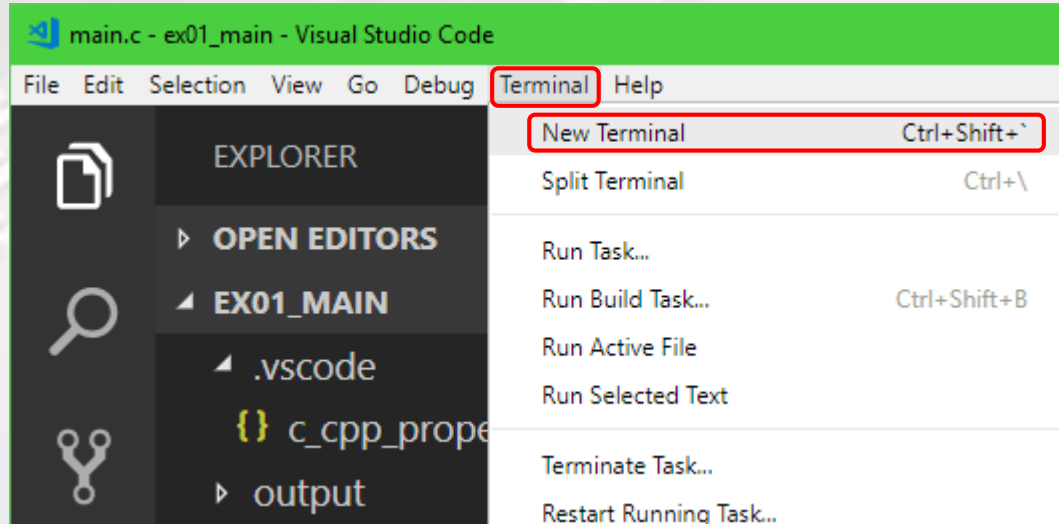 main.c - ex01_main - Visual Studio Code
File Edit Selection View Go Debug Terminal Help
EXPLORER
OPEN EDITORS
EX01_MAIN
.vscode
{} c_cpp_prope
output
New Terminal Ctrl+Shift+`
Split Terminal Ctrl+\
Run Task...
Run Build Task... Ctrl+Shift+B
Run Active File
Run Selected Text
Terminate Task...
Restart Running Task...